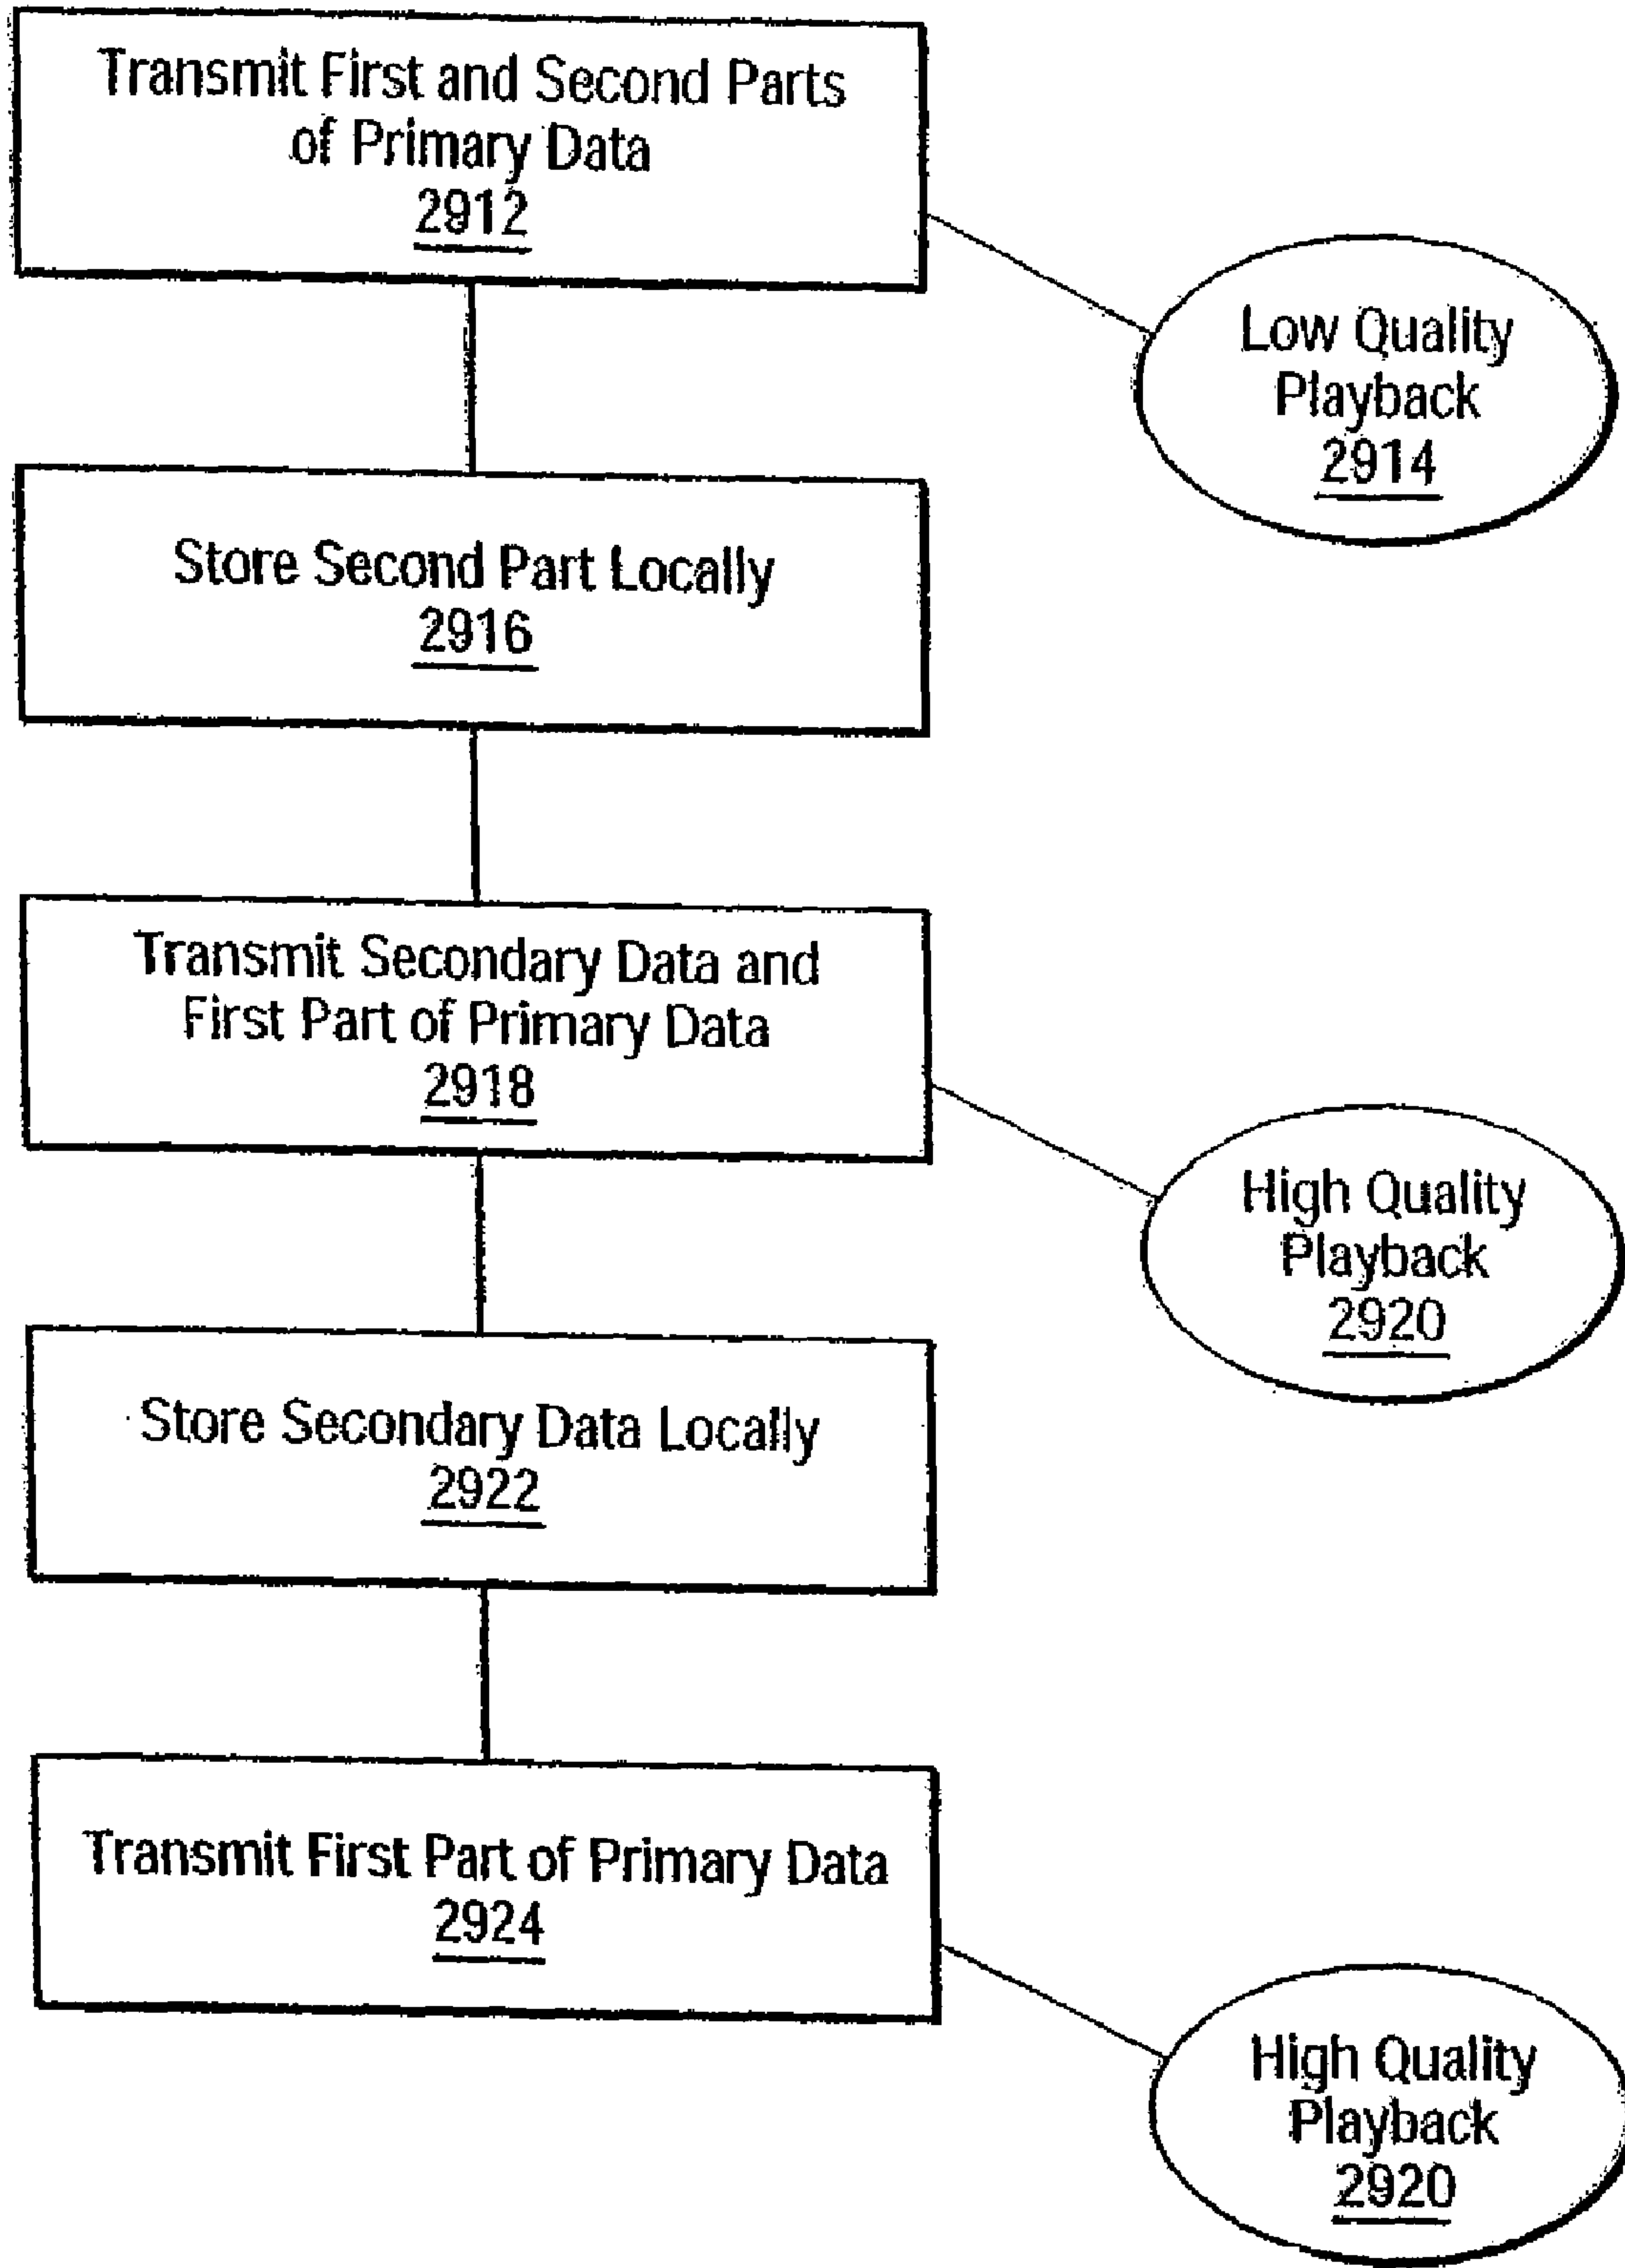 Transmit First and Second Parts
of Primary Data
2912
Low Quality
Playback
2914
Store Second Part Locally
2916
Transmit Secondary Data and
First Part of Primary Data
2918
High Quality
Playback
2920
Store Secondary Data Locally
2922
Transmit First Part of Primary Data
2924
High Quality
Playback
2920